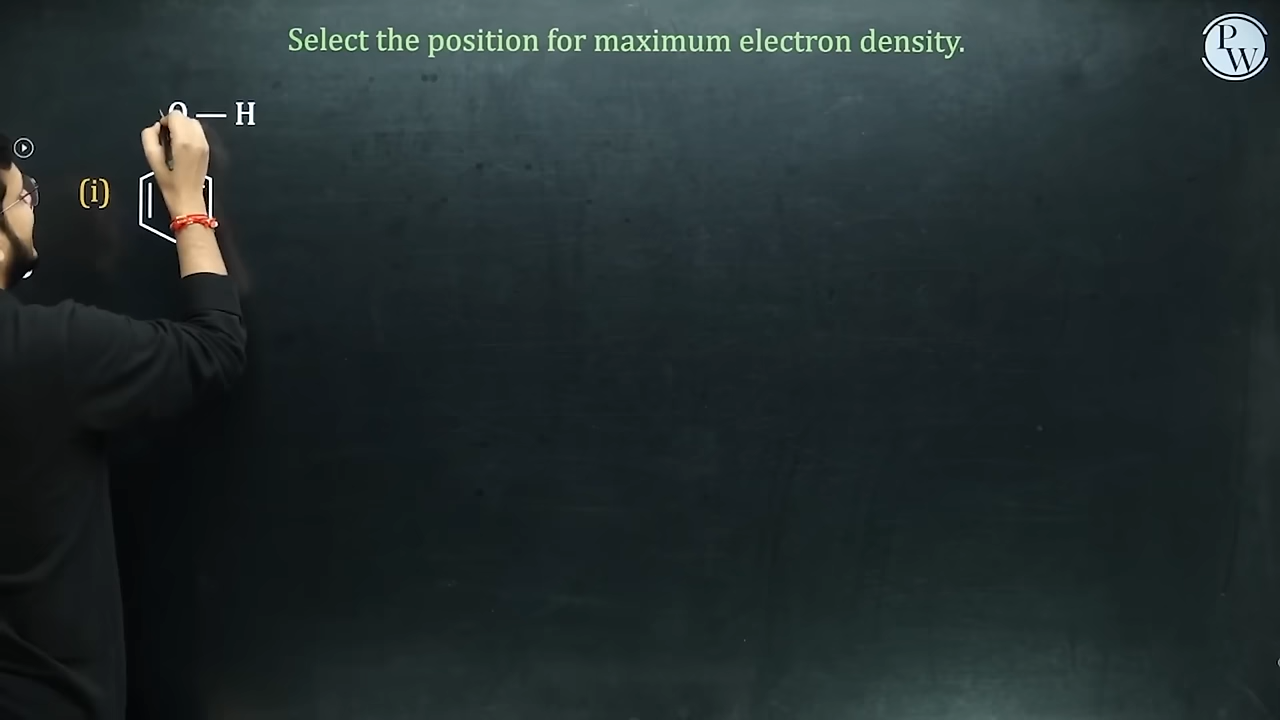 Select the position for maximum electron density.
P
W
O — H
(i)